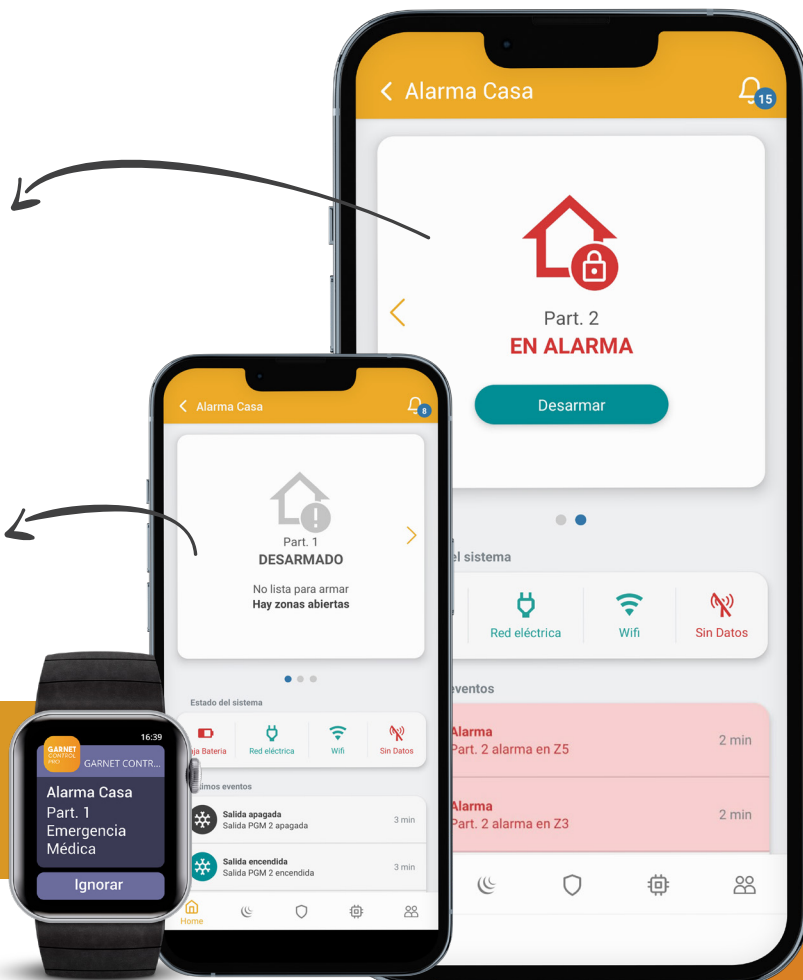 Alarma Casa
15
Part. 2
EN ALARMA
Desarmar
el sistema
Red eléctrica
Wifi
Sin Datos
eventos
Alarma
Part. 2 alarma en Z5
2 min
Alarma
Part. 2 alarma en Z3
2 min
Alarma Casa
8
Part. 1
DESARMADO
No lista para armar
Hay zonas abiertas
Estado del sistema
ja Bateria
Red eléctrica
Wifi
Sin Datos
timos eventos
Salida apagada
Salida PGM 2 apagada
3 min
Salida encendida
Salida PGM 2 encendida
3 min
Home
16:39
GARNET
CONTROL
PRO
GARNET CONTR...
Alarma Casa
Part. 1
Emergencia
Médica
Ignorar